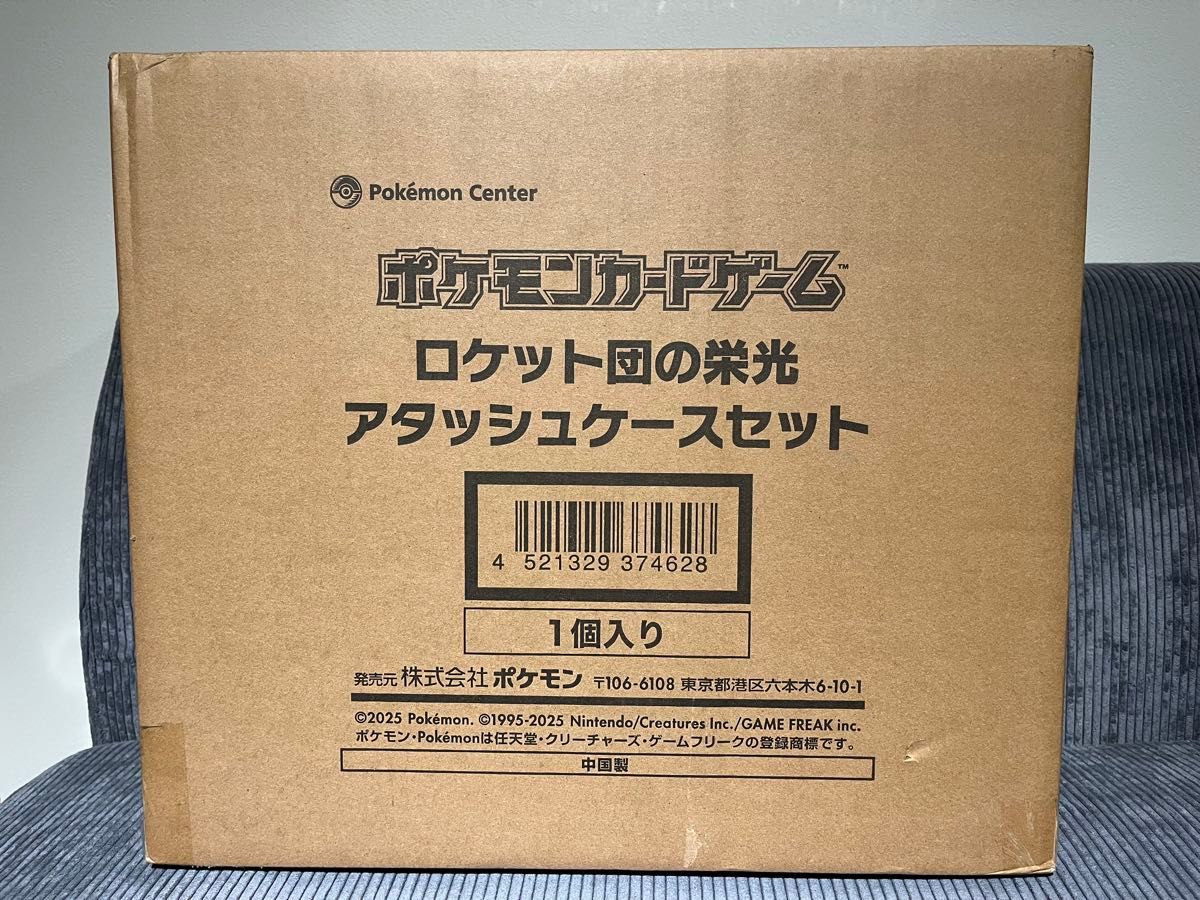 Pokémon Center
ポケモンカードゲーム™
ロケット団の栄光
アタッシュケースセット
4 521329 374628
1個入り
発売元 株式会社 ポケモン 〒106-6108 東京都港区六本木6-10-1
©2025 Pokémon. ©1995-2025 Nintendo/Creatures Inc./GAME FREAK inc.
ポケモン・Pokémonは任天堂・クリーチャーズ・ゲームフリークの登録商標です。
中国製